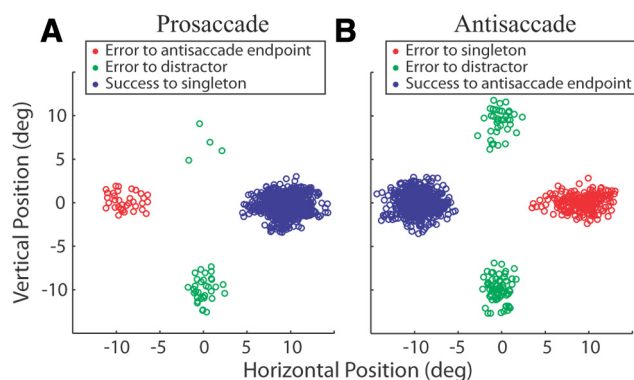 A
Prosaccade
Error to antisaccade endpoint
Error to distractor
Success to singleton
B
Antisaccade
Error to singleton
Error to distractor
Success to antisaccade endpoint
Vertical Position (deg)
10
5
0
-5
-10
-10 -5 0 5 10
-10 -5 0 5 10
Horizontal Position (deg)